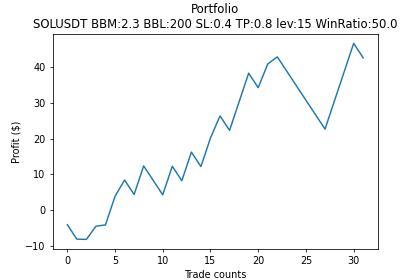 Portfolio
SOLUSDT BBM:2.3 BBL:200 SL:0.4 TP:0.8 lev:15 WinRatio:50.0
40
30
20
10
0
−10
Profit ($)
0 5 10 15 20 25 30
Trade counts